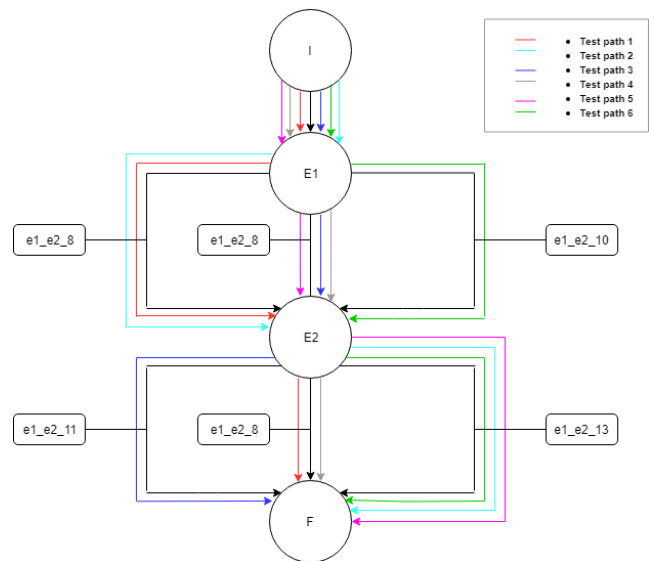 I
• Test path 1
• Test path 2
• Test path 3
• Test path 4
• Test path 5
• Test path 6
E1
e1_e2_8
e1_e2_8
e1_e2_10
E2
e1_e2_11
e1_e2_8
e1_e2_13
F